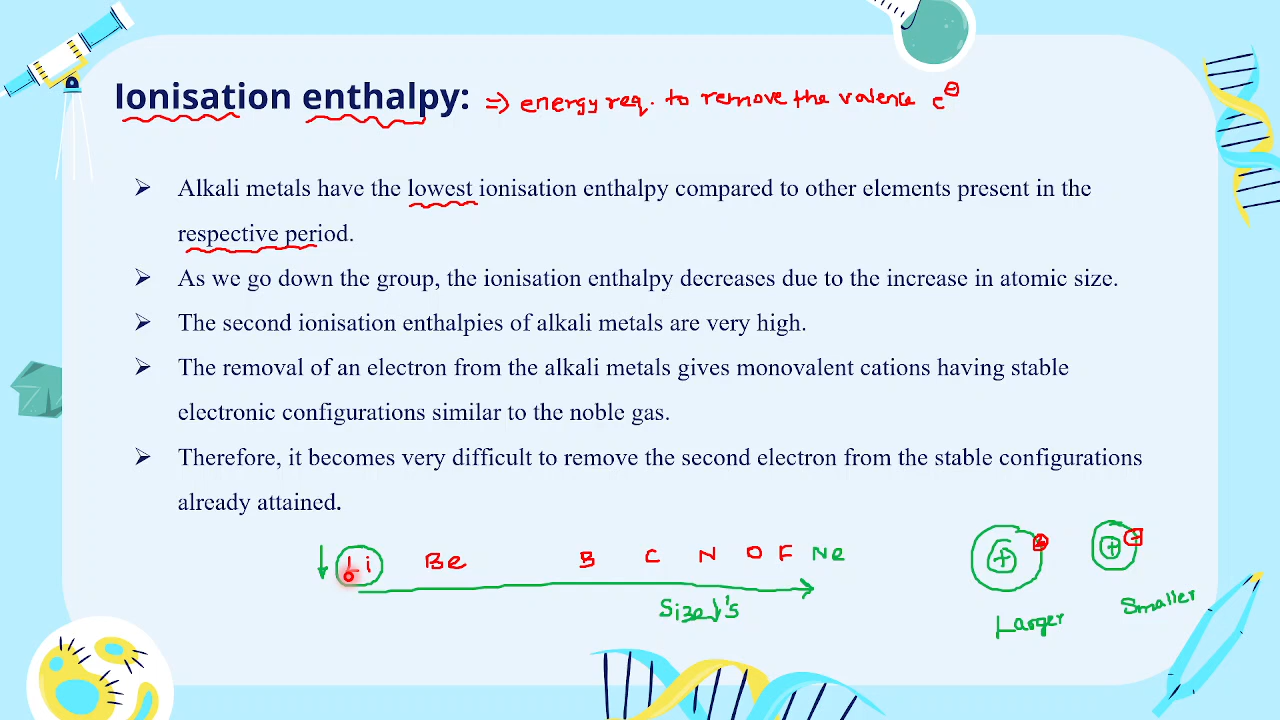 Ionisation enthalpy: => energy req. to remove the valence e⊖
➢ Alkali metals have the lowest ionisation enthalpy compared to other elements present in the
respective period.
➢ As we go down the group, the ionisation enthalpy decreases due to the increase in atomic size.
➢ The second ionisation enthalpies of alkali metals are very high.
➢ The removal of an electron from the alkali metals gives monovalent cations having stable
electronic configurations similar to the noble gas.
➢ Therefore, it becomes very difficult to remove the second electron from the stable configurations
already attained.
↓ Li Be B C N O F Ne
+ +
Size↓'s
Larger Smaller